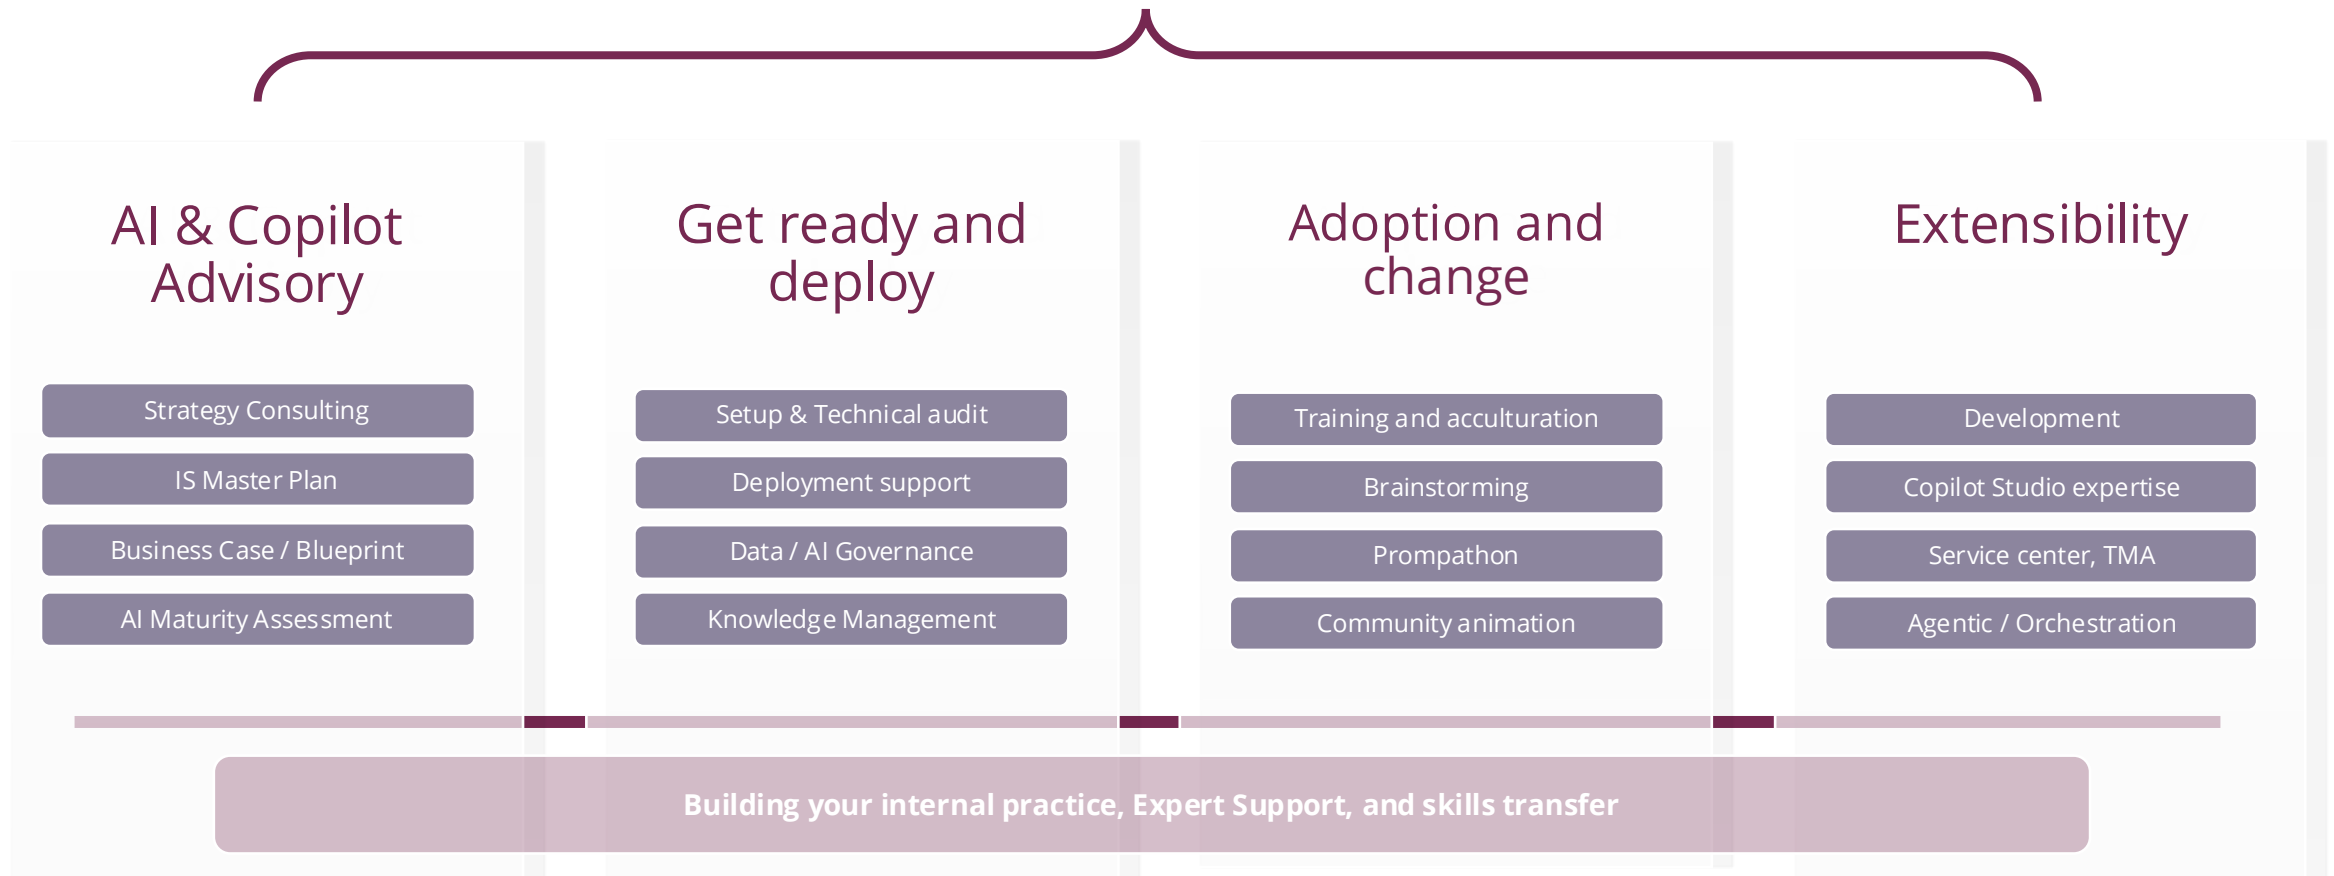 AI & Copilot
Advisory
Strategy Consulting
IS Master Plan
Business Case / Blueprint
AI Maturity Assessment
Get ready and
deploy
Setup & Technical audit
Deployment support
Data / AI Governance
Knowledge Management
Adoption and
change
Training and acculturation
Brainstorming
Prompathon
Community animation
Extensibility
Development
Copilot Studio expertise
Service center, TMA
Agentic / Orchestration
Building your internal practice, Expert Support, and skills transfer